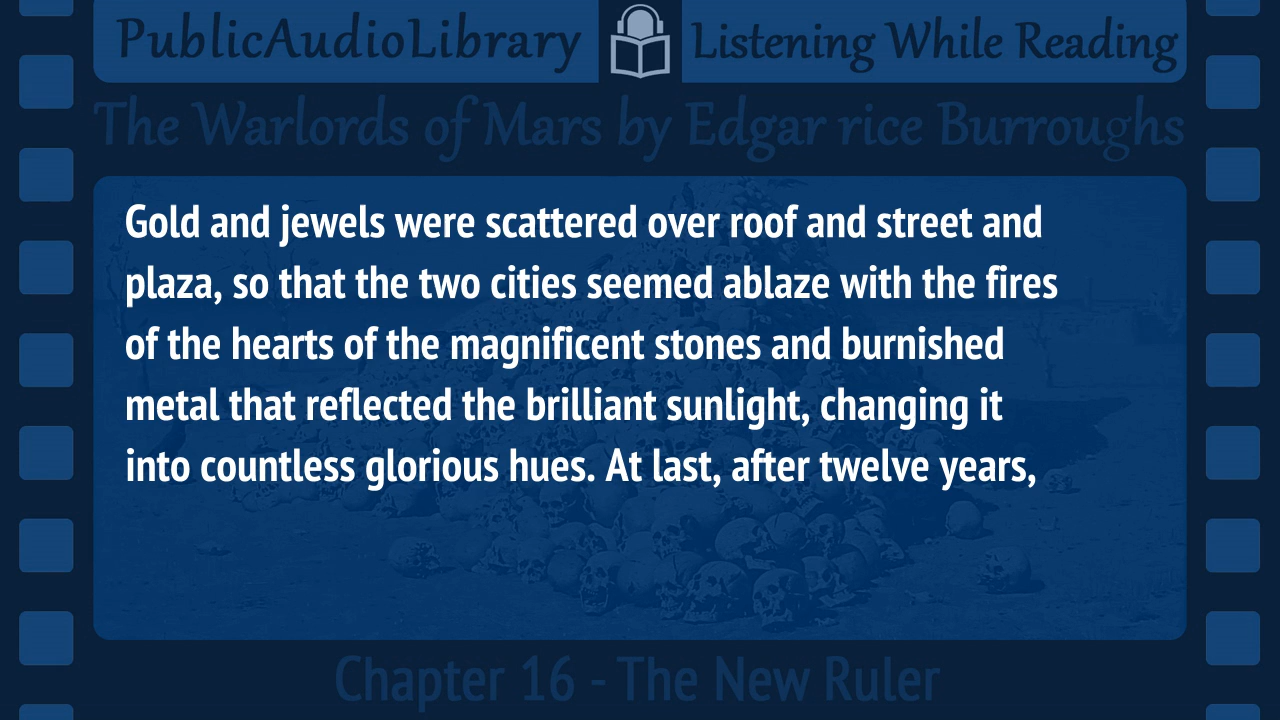 PublicAudioLibrary Listening While Reading
The Warlords of Mars by Edgar rice Burroughs
Gold and jewels were scattered over roof and street and
plaza, so that the two cities seemed ablaze with the fires
of the hearts of the magnificent stones and burnished
metal that reflected the brilliant sunlight, changing it
into countless glorious hues. At last, after twelve years,
Chapter 16 - The New Ruler